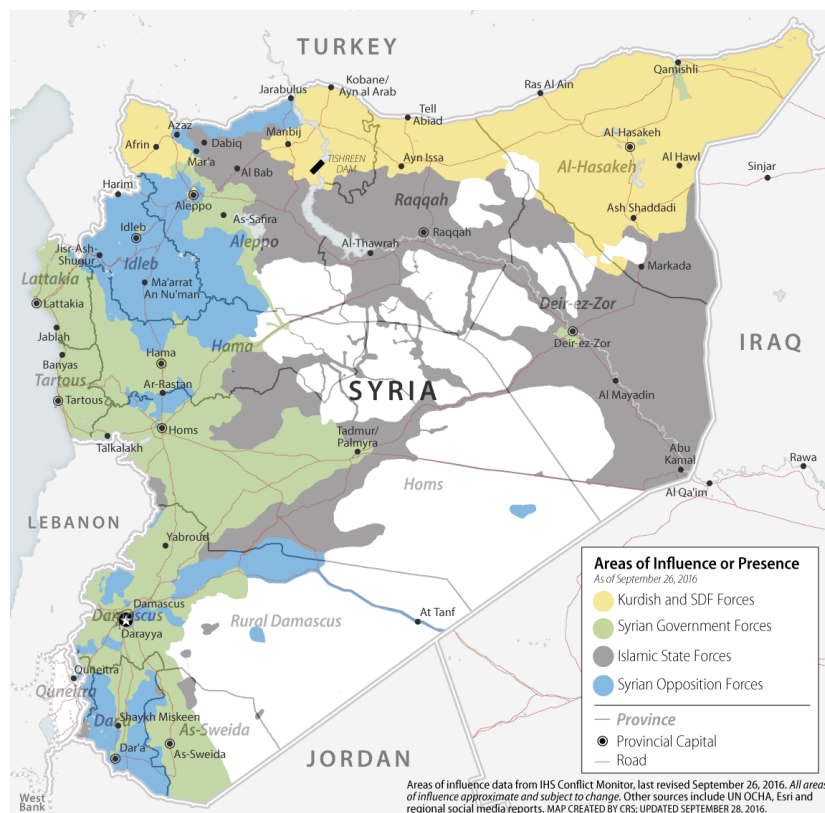 TURKEY
Kobane/
Ayn al Arab
Jarabulus
Tell
Abiad
Ras Al Ain
Qamishli
Azaz
Afrin
Dabiq
Mar'a
Manbij
TISHREEN
DAM
Ayn Issa
Al-Hasakeh
Al-Hasakeh
Al Hawl
Sinjar
Al Bab
Harim
Aleppo
As-Safira
Aleppo
Raqqah
Raqqah
Ash Shaddadi
Idleb
Idleb
Jisr-Ash-
Shugur
Al-Thawrah
Markada
Lattakia
Lattakia
Ma'arrat
An Nu'man
Deir-ez-Zor
Deir-ez-Zor
IRAQ
Jablah
Banyas
Hama
Hama
Tartous
Tartous
Ar-Rastan
SYRIA
Al Mayadin
Homs
Talkalakh
Tadmur/
Palmyra
Abu
Kamal
Rawa
Al Qa'im
Homs
LEBANON
Yabroud
Damascus
Damascus
Darayya
Rural Damascus
At Tanf
Quneitra
Quneitra
Dar'a
Shaykh Miskeen
As-Sweida
As-Sweida
Dar'a
JORDAN
West
Bank
Areas of Influence or Presence
As of September 26, 2016
Kurdish and SDF Forces
Syrian Government Forces
Islamic State Forces
Syrian Opposition Forces
Province
Provincial Capital
Road
Areas of influence data from IHS Conflict Monitor, last revised September 26, 2016. All areas
of influence approximate and subject to change. Other sources include UN OCHA, Esri and
regional social media reports. MAP CREATED BY CRS; UPDATED SEPTEMBER 28, 2016.